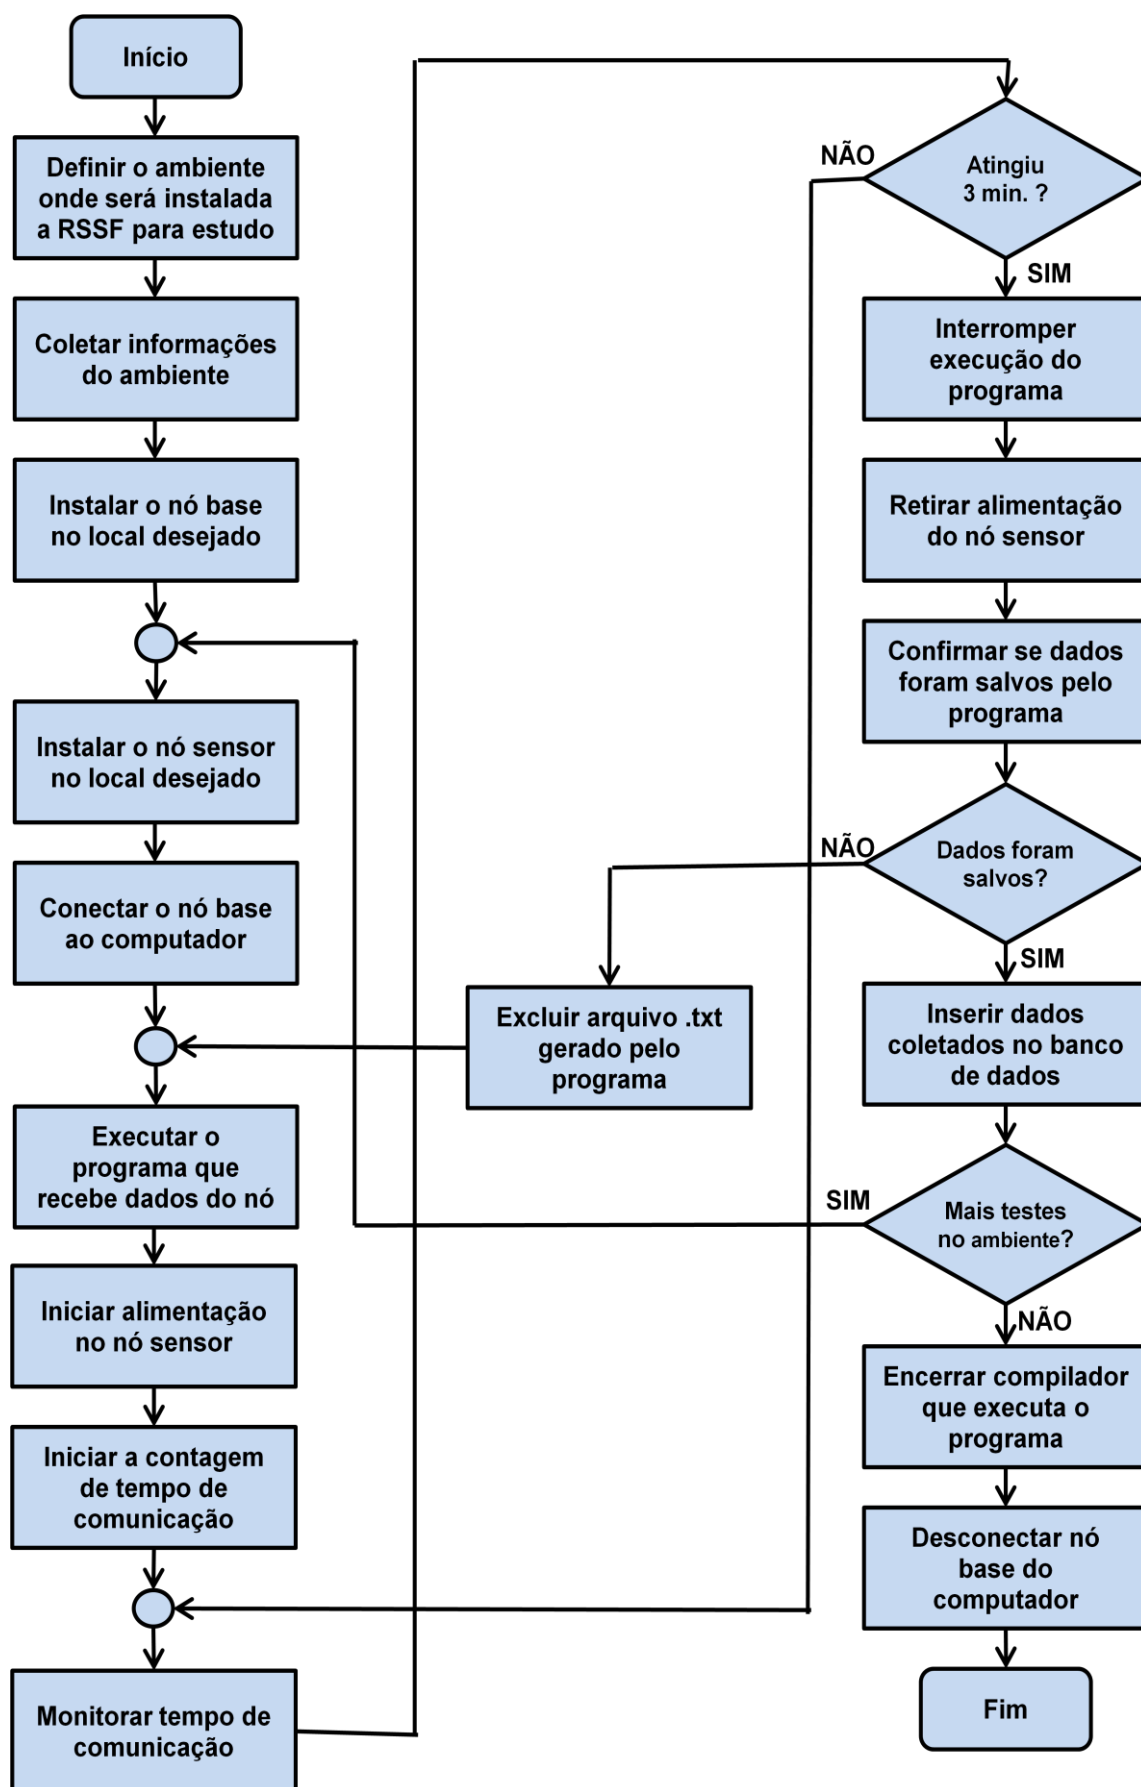 Início
Definir o ambiente
onde será instalada
a RSSF para estudo
Coletar informações
do ambiente
Instalar o nó base
no local desejado
Instalar o nó sensor
no local desejado
Conectar o nó base
ao computador
Executar o
programa que
recebe dados do nó
Iniciar alimentação
no nó sensor
Iniciar a contagem
de tempo de
comunicação
Monitorar tempo de
comunicação
Atingiu
3 min. ?
NÃO
SIM
Interromper
execução do
programa
Retirar alimentação
do nó sensor
Confirmar se dados
foram salvos pelo
programa
Dados foram
salvos?
NÃO
Excluir arquivo .txt
gerado pelo
programa
SIM
Inserir dados
coletados no banco
de dados
Mais testes
no ambiente?
SIM
NÃO
Encerrar compilador
que executa o
programa
Desconectar nó
base do
computador
Fim